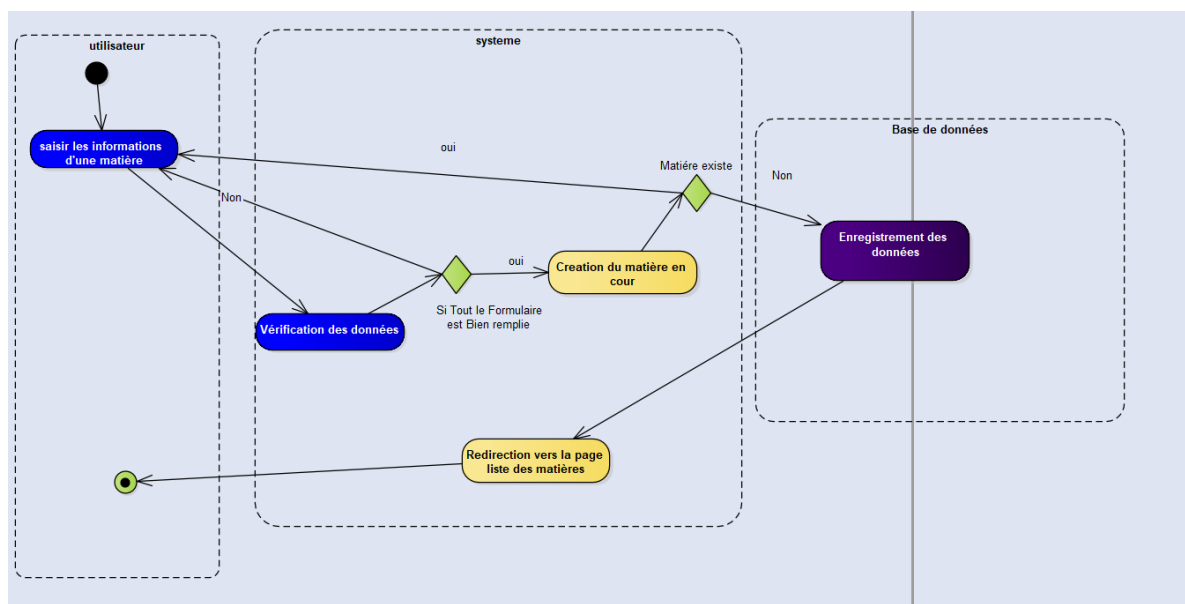 utilisateur
systeme
Base de données
saisir les informations
d'une matière
oui
Matiére existe
Non
Non
Enregistrement des
données
oui
Creation du matière en
cour
Si Tout le Formulaire
est Bien remplie
Vérification des données
Redirection vers la page
liste des matières